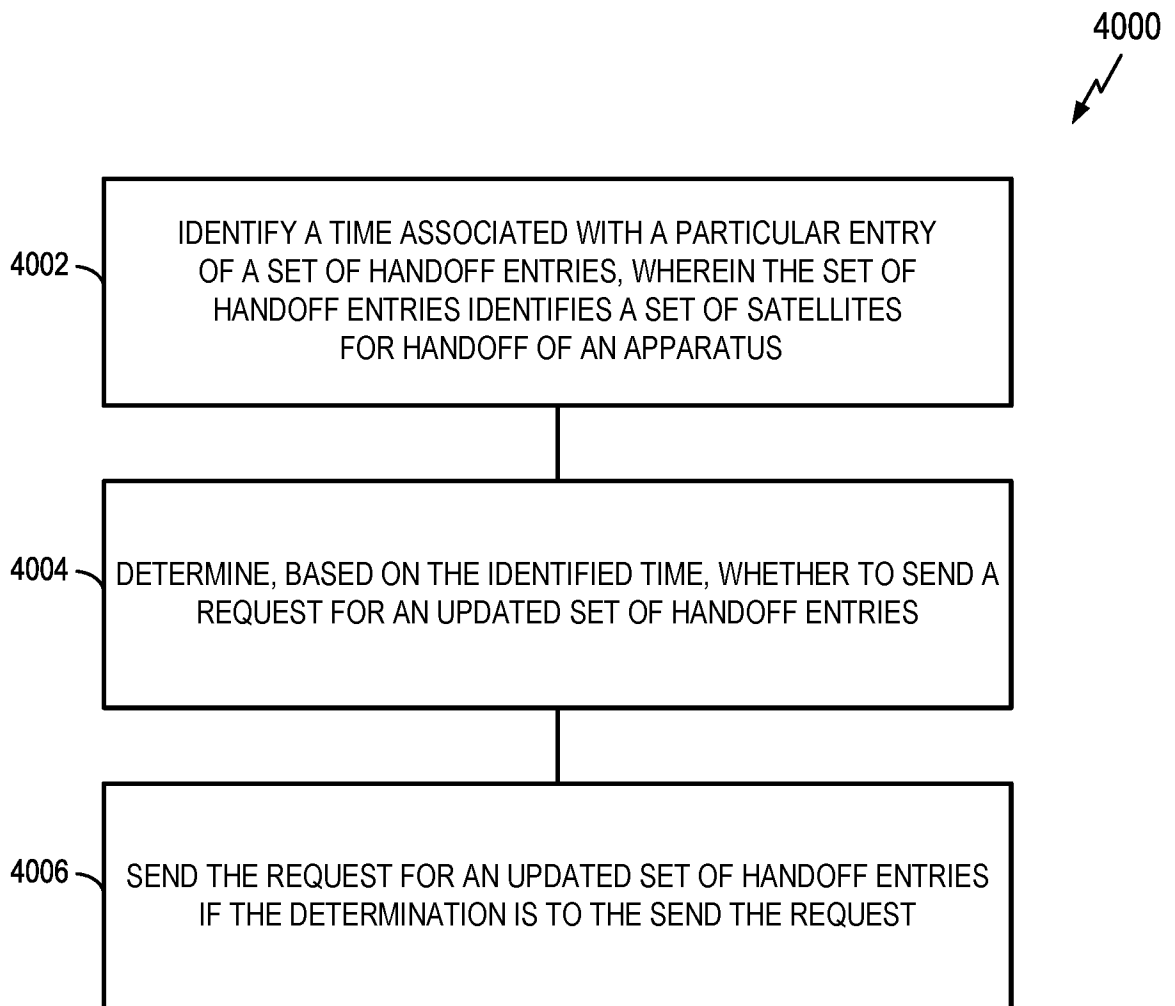 4000
4002
IDENTIFY A TIME ASSOCIATED WITH A PARTICULAR ENTRY
OF A SET OF HANDOFF ENTRIES, WHEREIN THE SET OF
HANDOFF ENTRIES IDENTIFIES A SET OF SATELLITES
FOR HANDOFF OF AN APPARATUS
4004
DETERMINE, BASED ON THE IDENTIFIED TIME, WHETHER TO SEND A
REQUEST FOR AN UPDATED SET OF HANDOFF ENTRIES
4006
SEND THE REQUEST FOR AN UPDATED SET OF HANDOFF ENTRIES
IF THE DETERMINATION IS TO THE SEND THE REQUEST